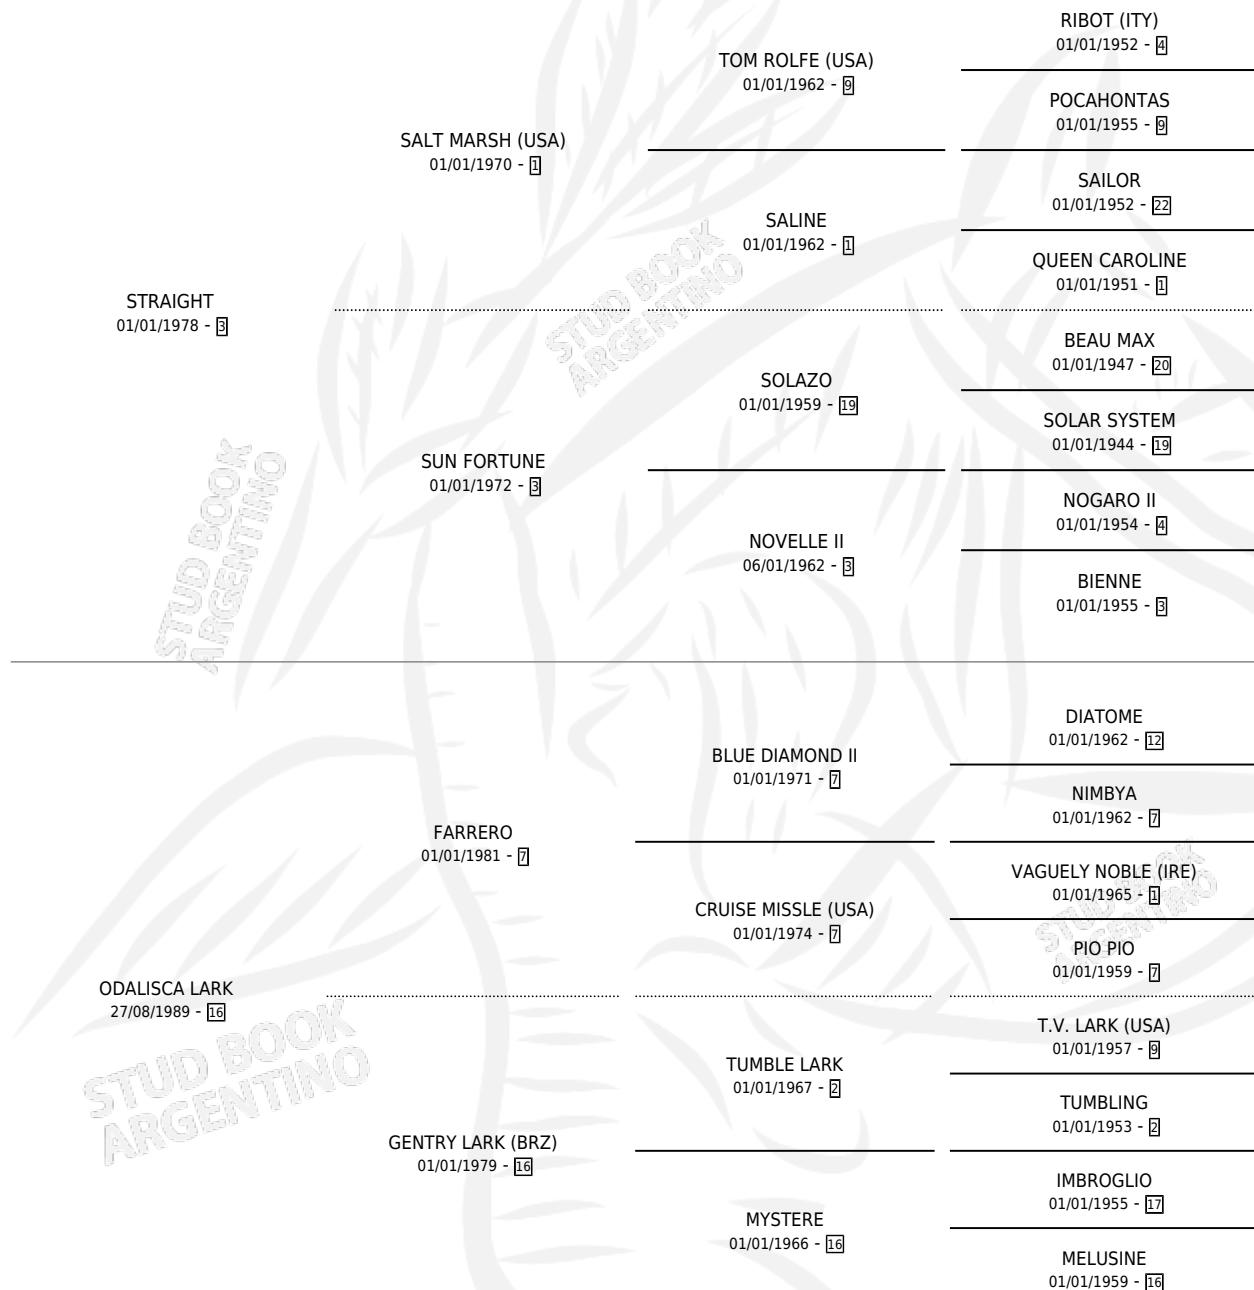 RIBOT (ITY)
01/01/1952 - 4
TOM ROLFE (USA)
01/01/1962 - 9
POCAHONTAS
01/01/1955 - 9
SALT MARSH (USA)
01/01/1970 - 1
SAILOR
01/01/1952 - 22
SALINE
01/01/1962 - 1
QUEEN CAROLINE
01/01/1951 - 1
STRAIGHT
01/01/1978 - 3
STUD BOOK
ARGENTINO
BEAU MAX
01/01/1947 - 20
SOLAZO
01/01/1959 - 19
SOLAR SYSTEM
01/01/1944 - 19
SUN FORTUNE
01/01/1972 - 3
NOGARO II
01/01/1954 - 4
NOVELLE II
06/01/1962 - 3
BIENNE
01/01/1955 - 3
STUD BOOK
ARGENTINO
DIATOME
01/01/1962 - 12
BLUE DIAMOND II
01/01/1971 - 7
NIMBYA
01/01/1962 - 7
FARRERO
01/01/1981 - 7
VAGUELY NOBLE (IRE)
01/01/1965 - 1
CRUISE MISSLE (USA)
01/01/1974 - 7
PIO PIO
01/01/1959 - 7
STUD BOOK
ARGENTINO
ODALISCA LARK
27/08/1989 - 16
T.V. LARK (USA)
01/01/1957 - 9
TUMBLE LARK
01/01/1967 - 2
TUMBLING
01/01/1953 - 2
STUD BOOK
ARGENTINO
GENTRY LARK (BRZ)
01/01/1979 - 16
IMBROGLIO
01/01/1955 - 17
MYSTERE
01/01/1966 - 16
MELUSINE
01/01/1959 - 16